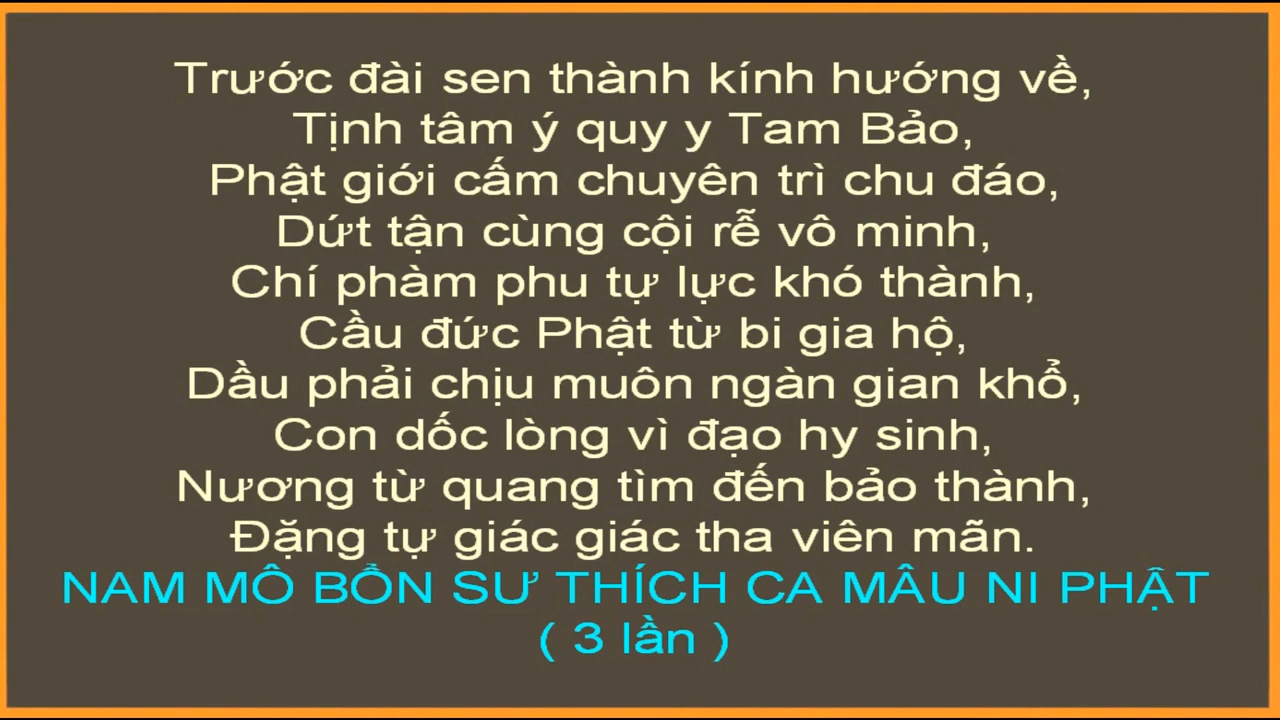 Trước đài sen thành kính hướng về,
Tịnh tâm ý quy y Tam Bảo,
Phật giới cấm chuyên trì chu đáo,
Dứt tận cùng cội rễ vô minh,
Chí phàm phu tự lực khó thành,
Cầu đức Phật từ bi gia hộ,
Dầu phải chịu muôn ngàn gian khổ,
Con dốc lòng vì đạo hy sinh,
Nương từ quang tìm đến bảo thành,
Đặng tự giác giác tha viên mãn.
NAM MÔ BỔN SƯ THÍCH CA MÂU NI PHẬT
( 3 lần )